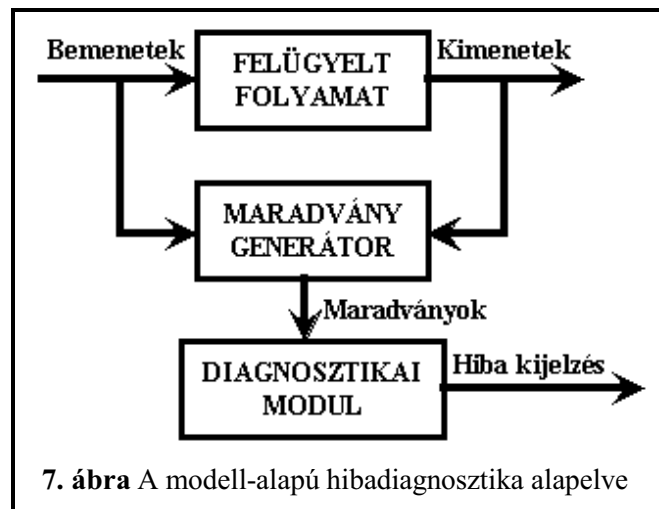 Bemenetek
FELÜGYELT
FOLYAMAT
Kimenetek
MARADVÁNY
GENERÁTOR
Maradványok
DIAGNOSZTIKAI
MODUL
Hiba kijelzés
7. ábra A modell-alapú hibadiagnosztika alapelve